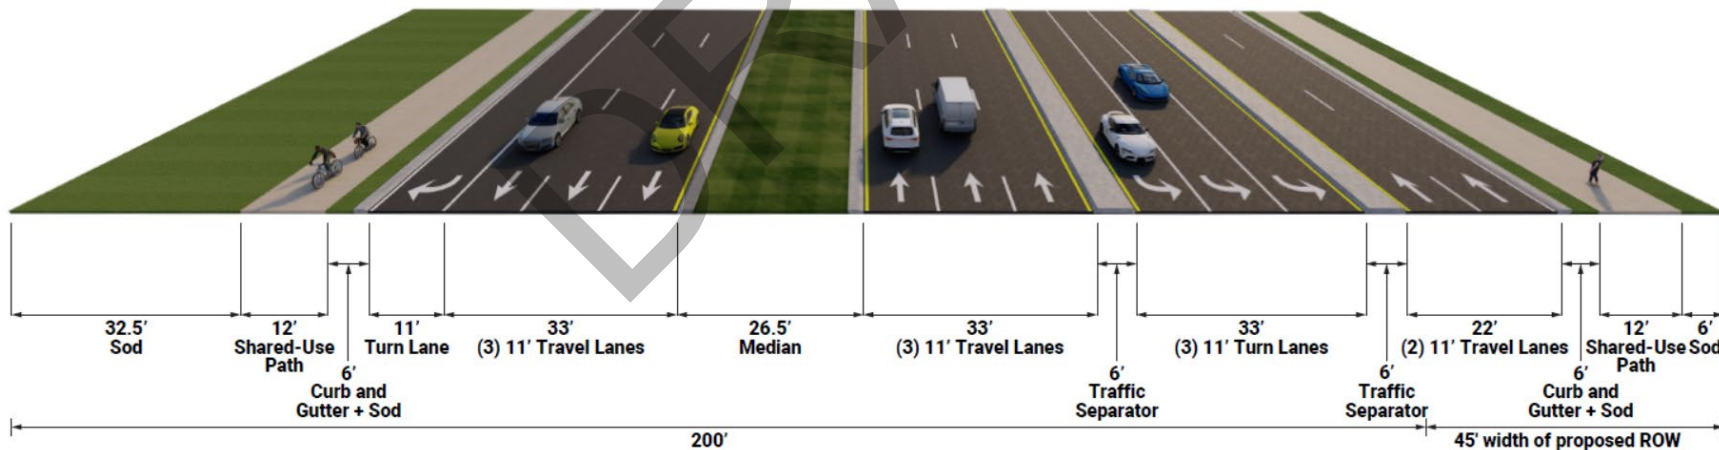 DRA
32.5’
Sod
12’
Shared-Use
Path
6’
Curb and
Gutter + Sod
11’
Turn Lane
33’
(3) 11’ Travel Lanes
26.5’
Median
33’
(3) 11’ Travel Lanes
6’
Traffic
Separator
33’
(3) 11’ Turn Lanes
6’
Traffic
Separator
22’
(2) 11’ Travel Lanes
6’
Curb and
Gutter + Sod
12’
Shared-Use
Path
6’
Sod
200’
45’ width of proposed ROW